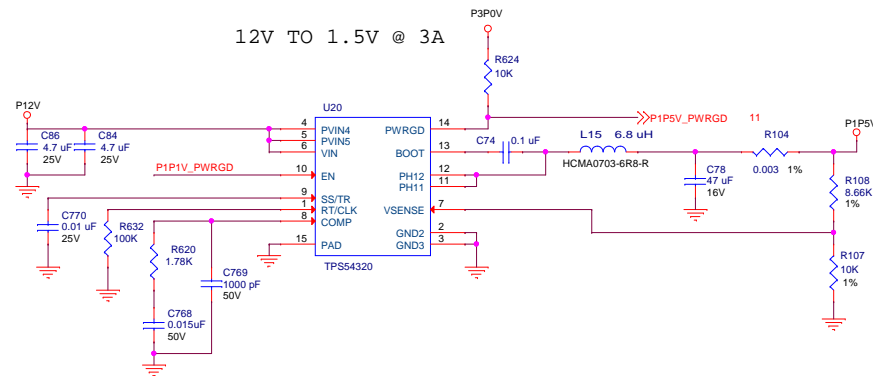 12V TO 1.5V @ 3A
P3P0V
R624
10K
P12V
C86
4.7 uF
25V
C84
4.7 uF
25V
P1P1V_PWRGD
U20
4
PVIN4
5
PVIN5
6
VIN
10
EN
9
SS/TR
1
RT/CLK
8
COMP
15
PAD
PWRGD
14
BOOT
13
PH12
12
PH11
11
VSENSE
7
GND2
2
GND3
3
TPS54320
P1P5V_PWRGD 11
C74
0.1 uF
L15 6.8 uH
HCMA0703-6R8-R
C78
47 uF
16V
R104
0.003 1%
P1P5V
R108
8.66K
1%
R107
10K
1%
C770
0.01 uF
25V
R632
100K
R620
1.78K
C769
1000 pF
50V
C768
0.015uF
50V